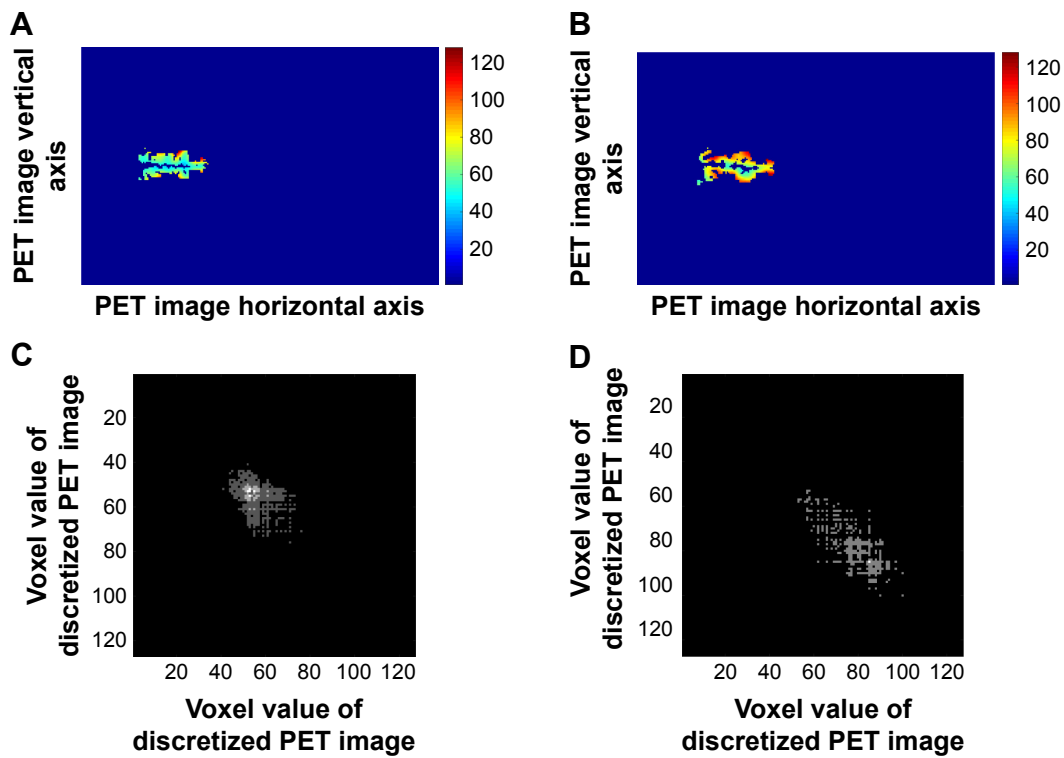 A
PET image vertical
axis
120
100
80
60
40
20
PET image horizontal axis
B
PET image vertical
axis
120
100
80
60
40
20
PET image horizontal axis
C
Voxel value of
discretized PET image
20
40
60
80
100
120
20 40 60 80 100 120
Voxel value of
discretized PET image
D
Voxel value of
discretized PET image
20
40
60
80
100
120
20 40 60 80 100 120
Voxel value of
discretized PET image